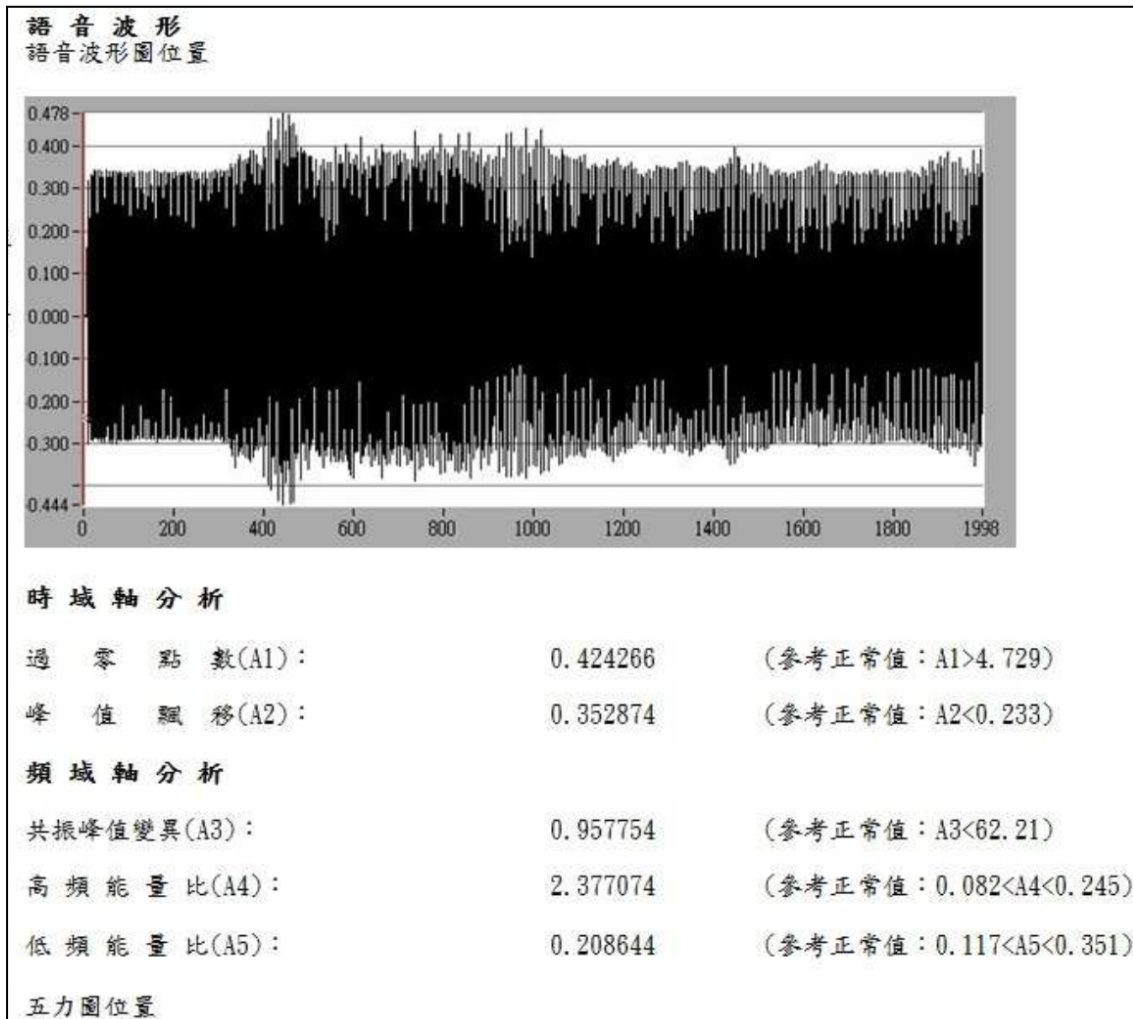 語 音 波 形
語音波形圖位置
0.478
0.400
0.300
0.200
0.100
0.000
0.100
0.200
0.300
0.444
0 200 400 600 800 1000 1200 1400 1600 1800 1998
時 域 軸 分 析
過 零 點 數(A1)： 0.424266 (參考正常值：A1>4.729)
峰 值 飄 移(A2)： 0.352874 (參考正常值：A2<0.233)
頻 域 軸 分 析
共振峰值變異(A3)： 0.957754 (參考正常值：A3<62.21)
高 頻 能 量 比(A4)： 2.377074 (參考正常值：0.082<A4<0.245)
低 頻 能 量 比(A5)： 0.208644 (參考正常值：0.117<A5<0.351)
五力圖位置